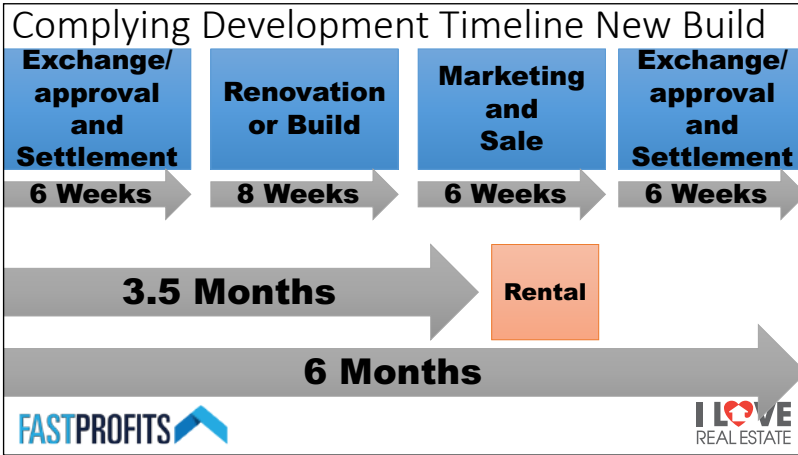 Complying Development Timeline New Build
Exchange/
approval
and
Settlement
Renovation
or Build
Marketing
and
Sale
Exchange/
approval
and
Settlement
6 Weeks
8 Weeks
6 Weeks
6 Weeks
3.5 Months
Rental
6 Months
FASTPROFITS
I LOVE
REAL ESTATE